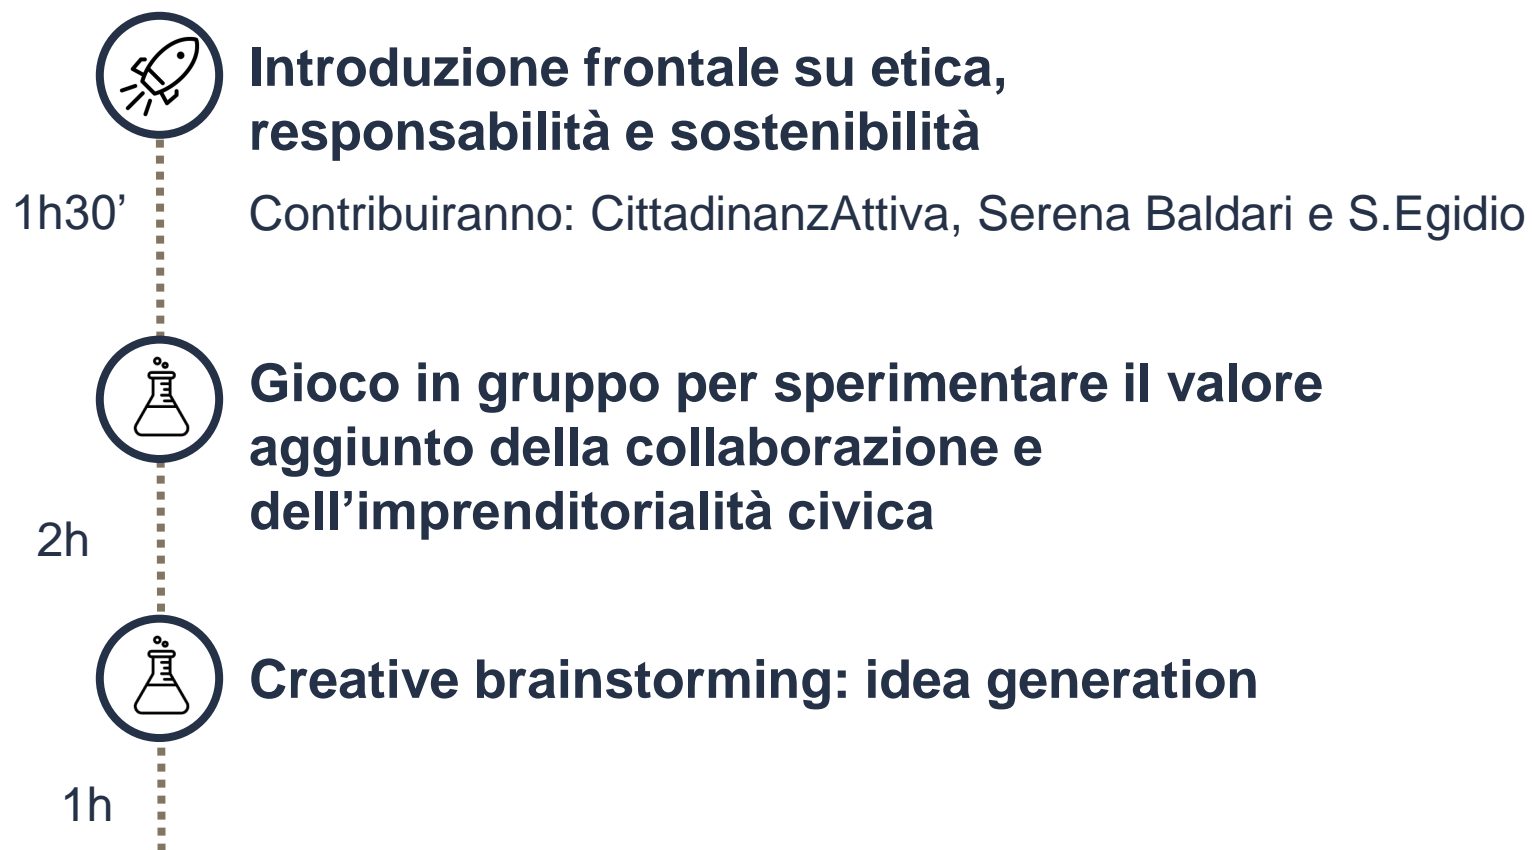 Introduzione frontale su etica,
responsabilità e sostenibilità
1h30’
Contribuiranno: CittadinanzAttiva, Serena Baldari e S.Egidio
Gioco in gruppo per sperimentare il valore
aggiunto della collaborazione e
dell’imprenditorialità civica
2h
Creative brainstorming: idea generation
1h